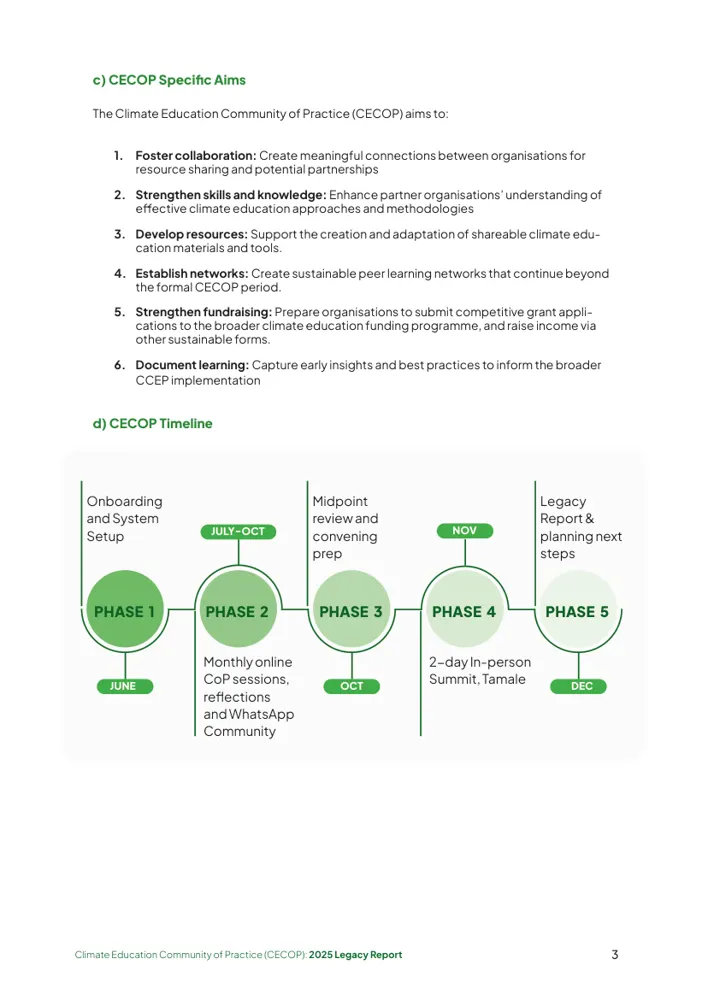 c) CECOP Specific Aims
The Climate Education Community of Practice (CECOP) aims to:
1. Foster collaboration: Create meaningful connections between organisations for
resource sharing and potential partnerships
2. Strengthen skills and knowledge: Enhance partner organisations’ understanding of
effective climate education approaches and methodologies
3. Develop resources: Support the creation and adaptation of shareable climate edu-
cation materials and tools.
4. Establish networks: Create sustainable peer learning networks that continue beyond
the formal CECOP period.
5. Strengthen fundraising: Prepare organisations to submit competitive grant appli-
cations to the broader climate education funding programme, and raise income via
other sustainable forms.
6. Document learning: Capture early insights and best practices to inform the broader
CCEP implementation
d) CECOP Timeline
Onboarding
and System
Setup
PHASE 1
JUNE
JULY–OCT
PHASE 2
Monthly online
CoP sessions,
reflections
and WhatsApp
Community
Midpoint
review and
convening
prep
PHASE 3
OCT
NOV
PHASE 4
2-day In-person
Summit, Tamale
Legacy
Report &
planning next
steps
PHASE 5
DEC
Climate Education Community of Practice (CECOP): 2025 Legacy Report
3